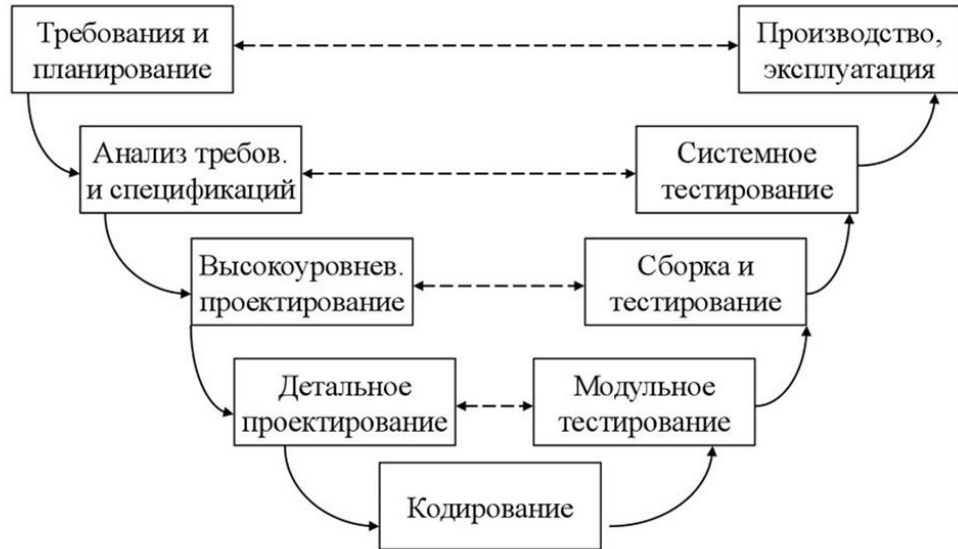 Требования и
планирование
Производство,
эксплуатация
Анализ требов.
и спецификаций
Системное
тестирование
Высокоуровнев.
проектирование
Сборка и
тестирование
Детальное
проектирование
Модульное
тестирование
Кодирование